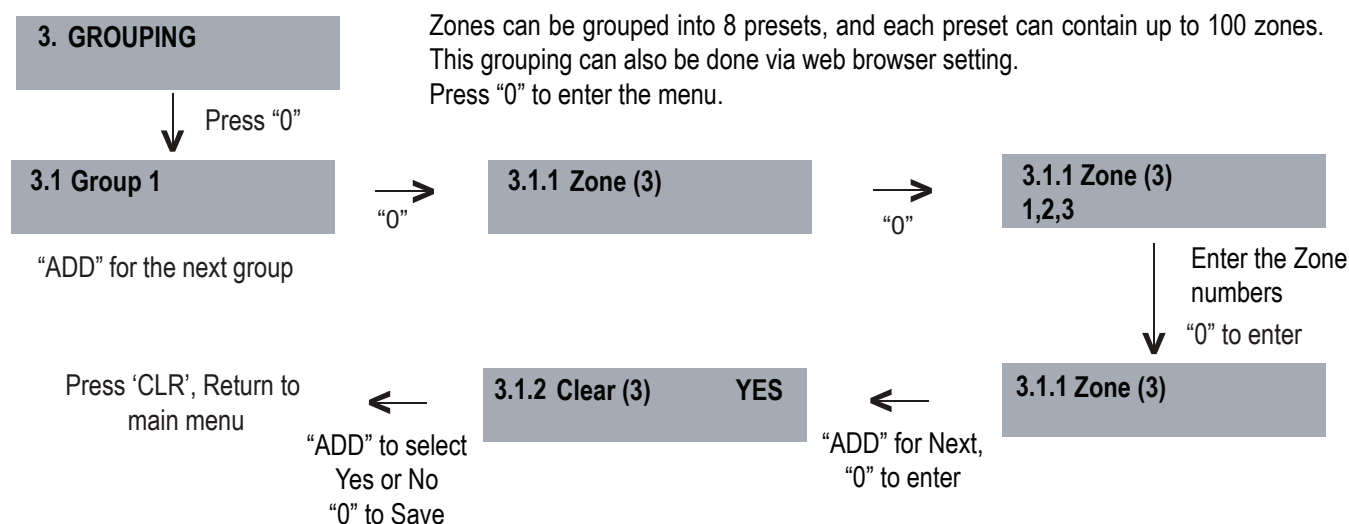 3. GROUPING
Zones can be grouped into 8 presets, and each preset can contain up to 100 zones.
This grouping can also be done via web browser setting.
Press “0” to enter the menu.
Press “0”
3.1 Group 1
“0”
3.1.1 Zone (3)
“0”
3.1.1 Zone (3)
1,2,3
“ADD” for the next group
Enter the Zone
numbers
“0” to enter
3.1.1 Zone (3)
“ADD” for Next,
“0” to enter
3.1.2 Clear (3) YES
“ADD” to select
Yes or No
“0” to Save
Press ‘CLR’, Return to
main menu